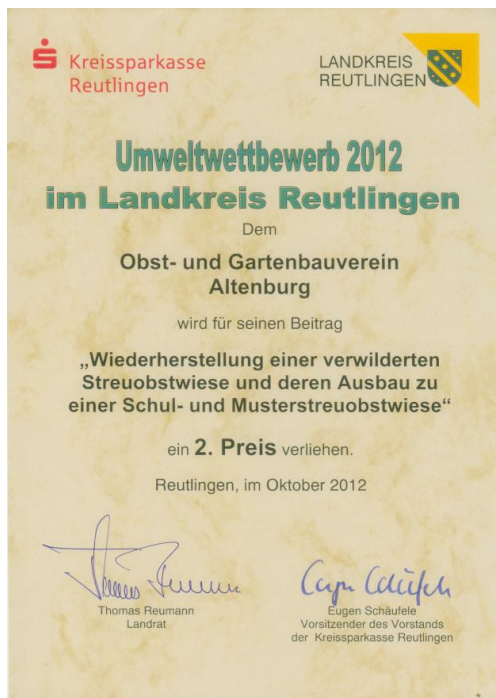 Kreissparkasse
Reutlingen
LANDKREIS
REUTLINGEN
Umweltwettbewerb 2012
im Landkreis Reutlingen
Dem
Obst- und Gartenbauverein
Altenburg
wird für seinen Beitrag
„Wiederherstellung einer verwilderten
Streuobstwiese und deren Ausbau zu
einer Schul- und Musterstreuobstwiese“
ein 2. Preis verliehen.
Reutlingen, im Oktober 2012
Thomas Reumann
Landrat
Eugen Schäufele
Vorsitzender des Vorstands
der Kreissparkasse Reutlingen